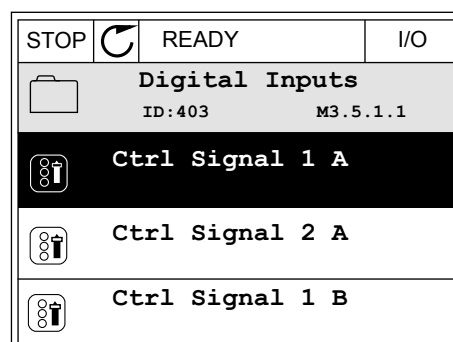 STOP READY I/O
Digital Inputs
ID:403 M3.5.1.1
Ctrl Signal 1 A
Ctrl Signal 2 A
Ctrl Signal 1 B